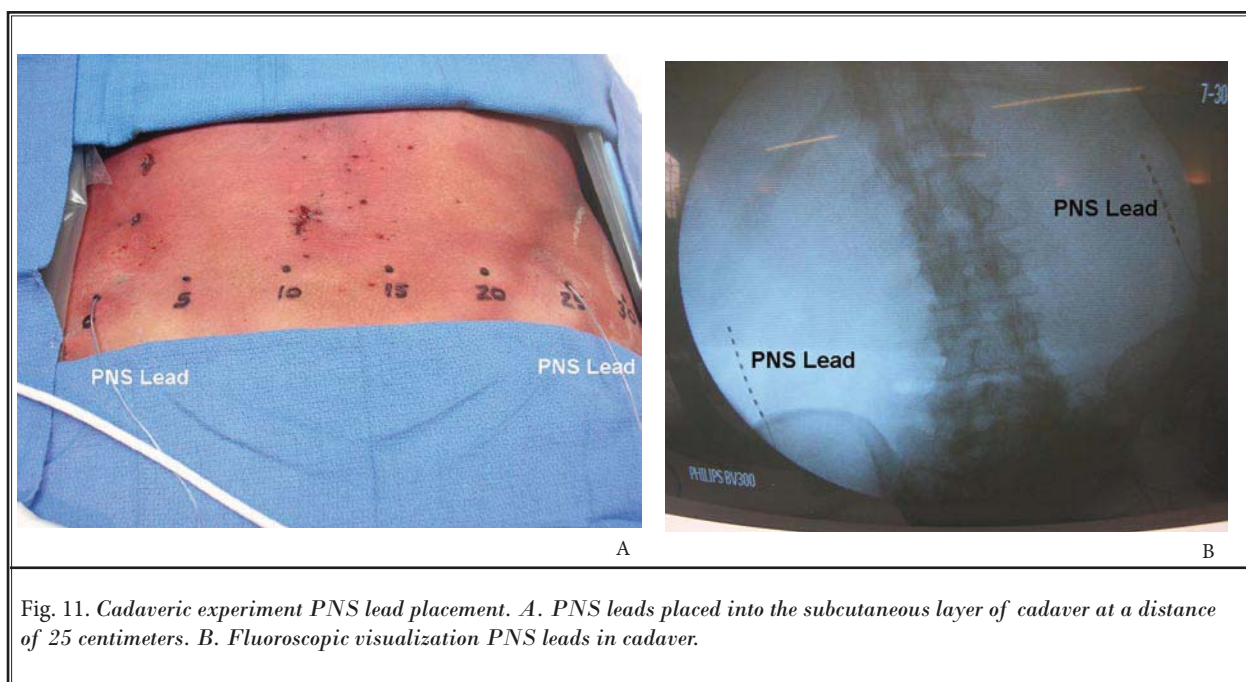 0
5
10
15
20
25
30
PNS Lead
PNS Lead
A
7-30
PNS Lead
PNS Lead
PHILIPS BV300
B
Fig. 11. Cadaveric experiment PNS lead placement. A. PNS leads placed into the subcutaneous layer of cadaver at a distance
of 25 centimeters. B. Fluoroscopic visualization PNS leads in cadaver.